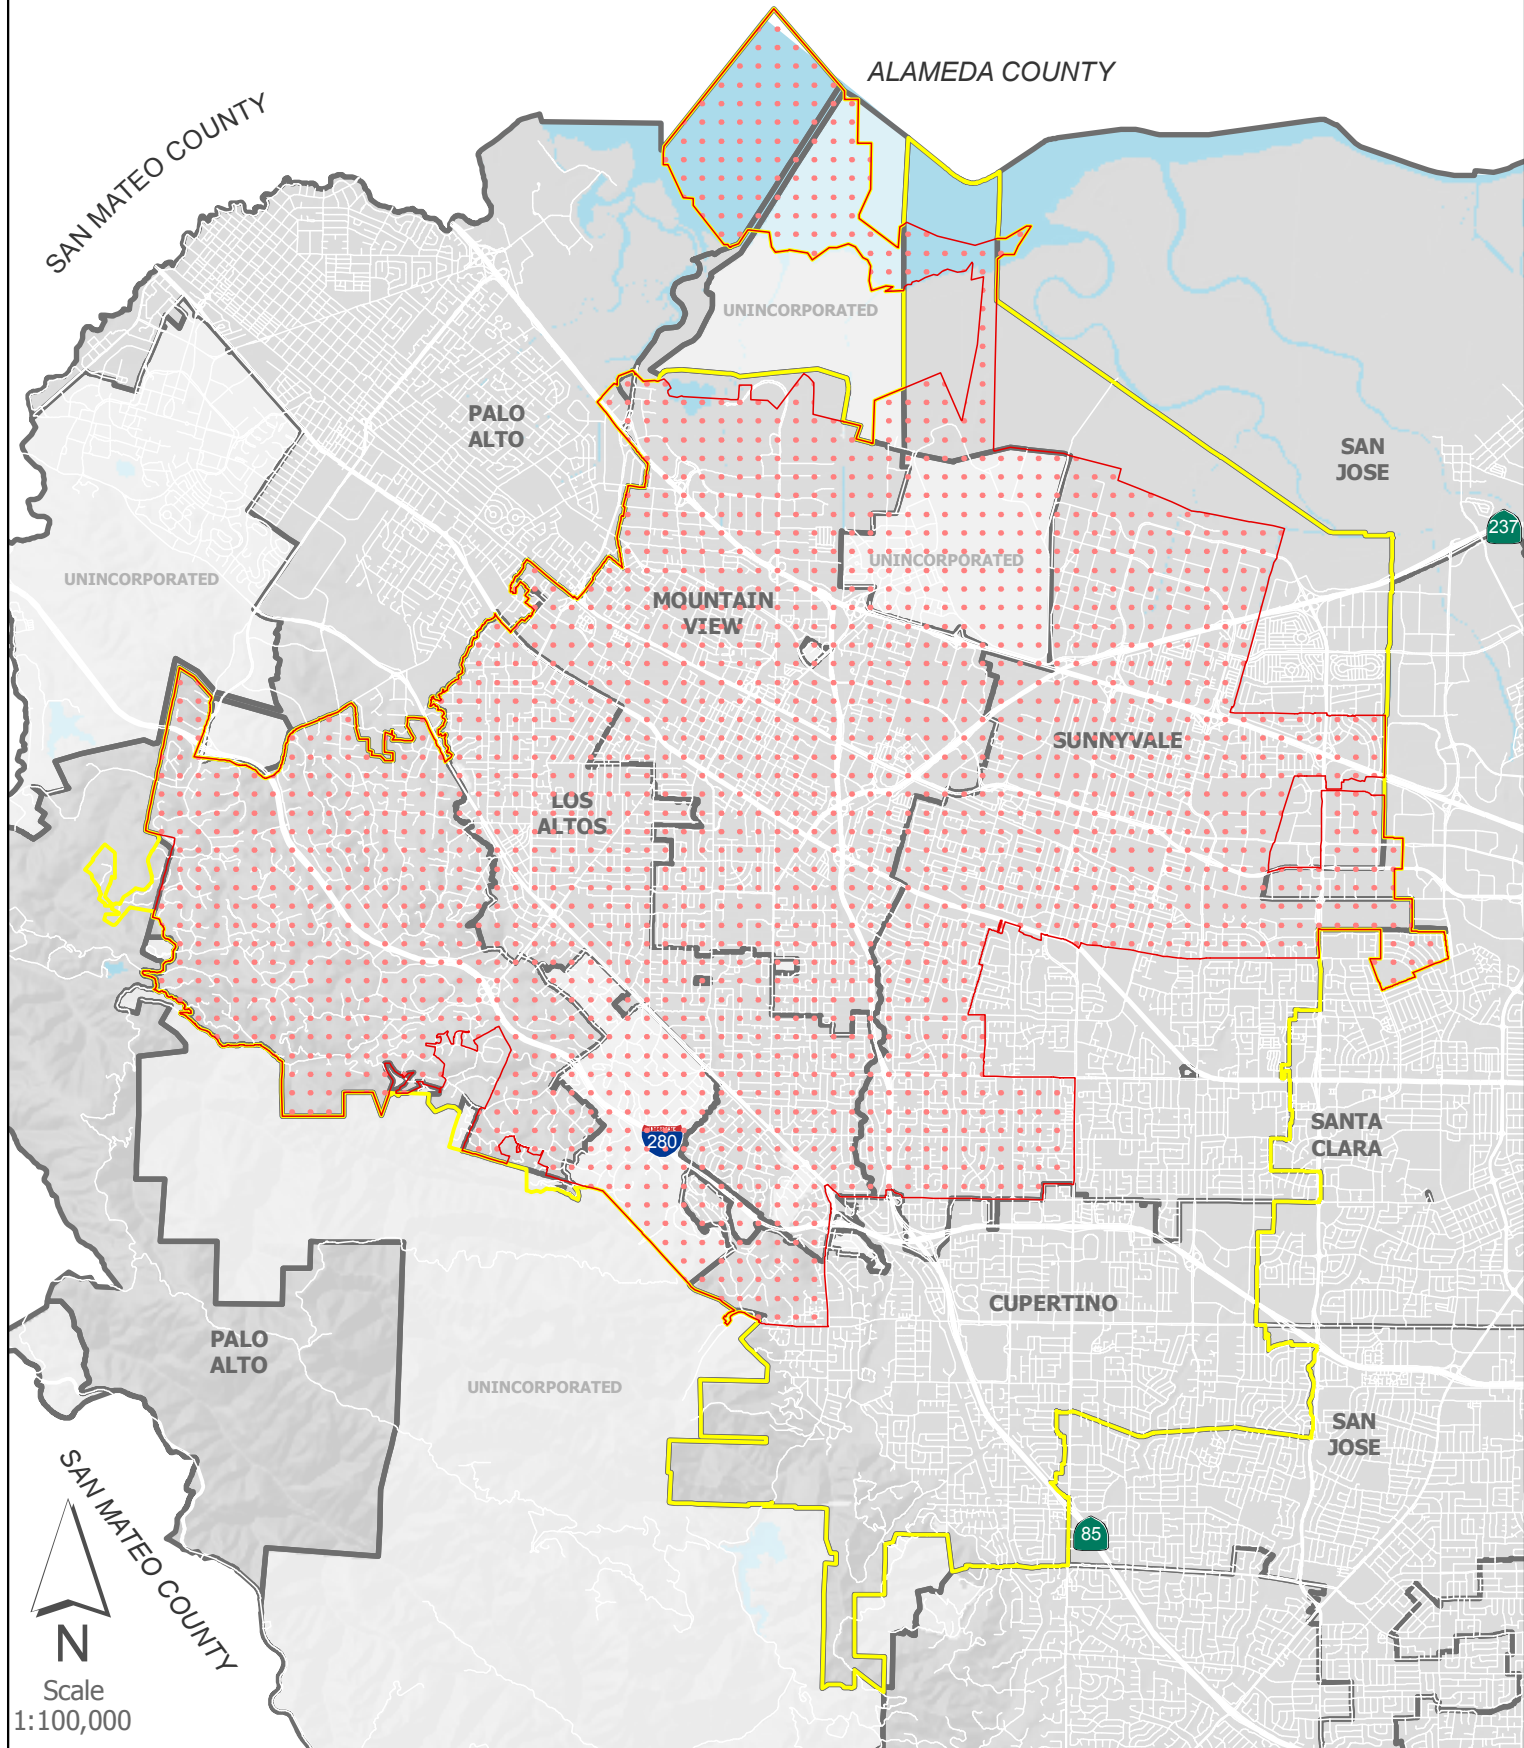 ALAMEDA COUNTY
SAN MATEO COUNTY
UNINCORPORATED
PALO
ALTO
SAN
JOSE
237
UNINCORPORATED
UNINCORPORATED
MOUNTAIN
VIEW
SUNNYVALE
LOS
ALTOS
280
SANTA
CLARA
CUPERTINO
PALO
ALTO
UNINCORPORATED
SAN
JOSE
SAN MATEO COUNTY
85
N
Scale
1:100,000